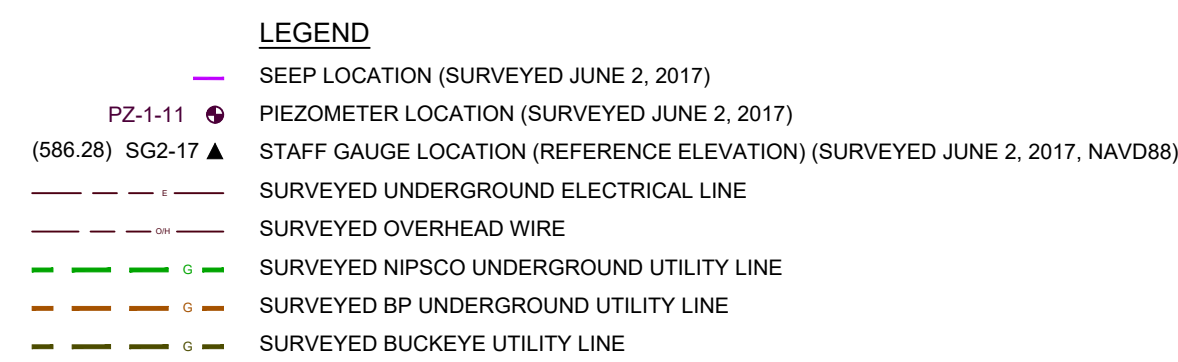 LEGEND
SEEP LOCATION (SURVEYED JUNE 2, 2017)
PZ-1-11 PIEZOMETER LOCATION (SURVEYED JUNE 2, 2017)
(586.28) SG2-17 STAFF GAUGE LOCATION (REFERENCE ELEVATION) (SURVEYED JUNE 2, 2017, NAVD88)
E SURVEYED UNDERGROUND ELECTRICAL LINE
O/H SURVEYED OVERHEAD WIRE
G SURVEYED NIPSCO UNDERGROUND UTILITY LINE
G SURVEYED BP UNDERGROUND UTILITY LINE
G SURVEYED BUCKEYE UTILITY LINE